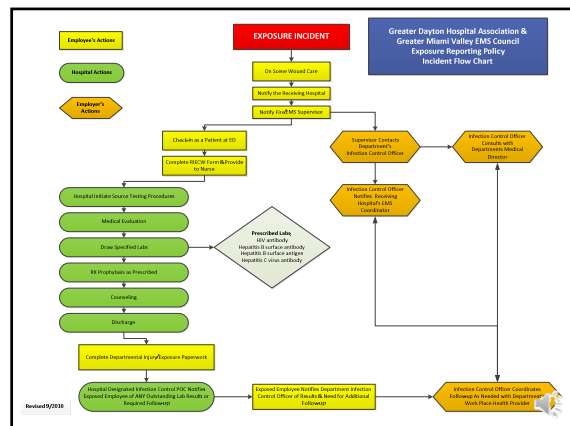 Employee's Actions
Hospital Actions
Employer's
Actions
EXPOSURE INCIDENT
Greater Dayton Hospital Association &
Greater Miami Valley EMS Council
Exposure Reporting Policy
Incident Flow Chart
On Scene Wound Care
Notify the Receiving Hospital
Notify Fire/EMS Supervisor
Check-in as a Patient at ED
Complete RIECW Form & Provide
to Nurse
Supervisor Contacts
Department's
Infection Control Officer
Infection Control Officer
Consults with
Departments Medical
Director
Infection Control Officer
Notifies Receiving
Hospital's EMS
Coordinator
Hospital Initiate Source Testing Procedures
Medical Evaluation
Draw Specified Labs
RX Prophylaxis as Prescribed
Counseling
Discharge
Prescribed Labs:
HIV antibody
Hepatitis B surface antibody
Hepatitis B surface antigen
Hepatitis C virus antibody
Complete Departmental Injury/Exposure Paperwork
Hospital Designated Infection Control POC Notifies
Exposed Employee of ANY Outstanding Lab Results or
Required Followup
Exposed Employee Notifies Department Infection
Control Officer of Results & Need for Additional
Followup
Infection Control Officer Coordinates
Followup As Needed with Department's
Work Place Health Provider
Revised 9/2016